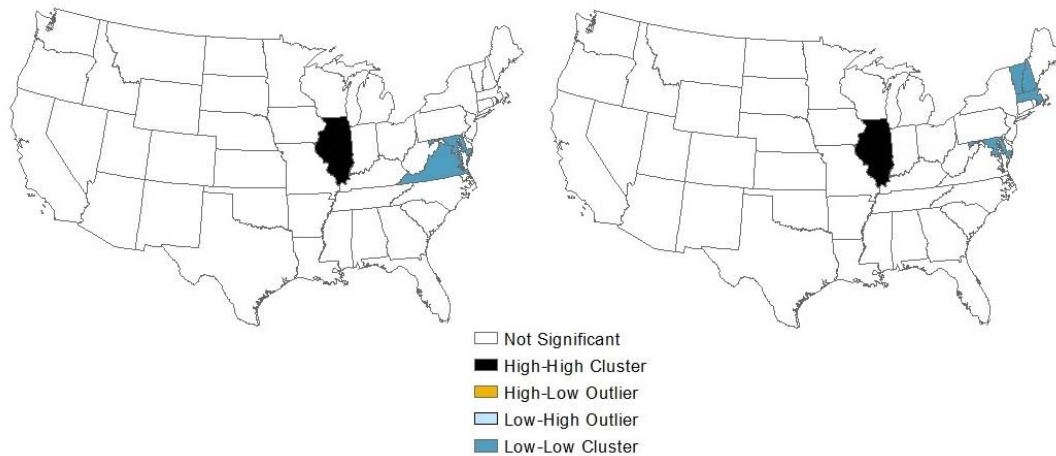 Not Significant
High-High Cluster
High-Low Outlier
Low-High Outlier
Low-Low Cluster